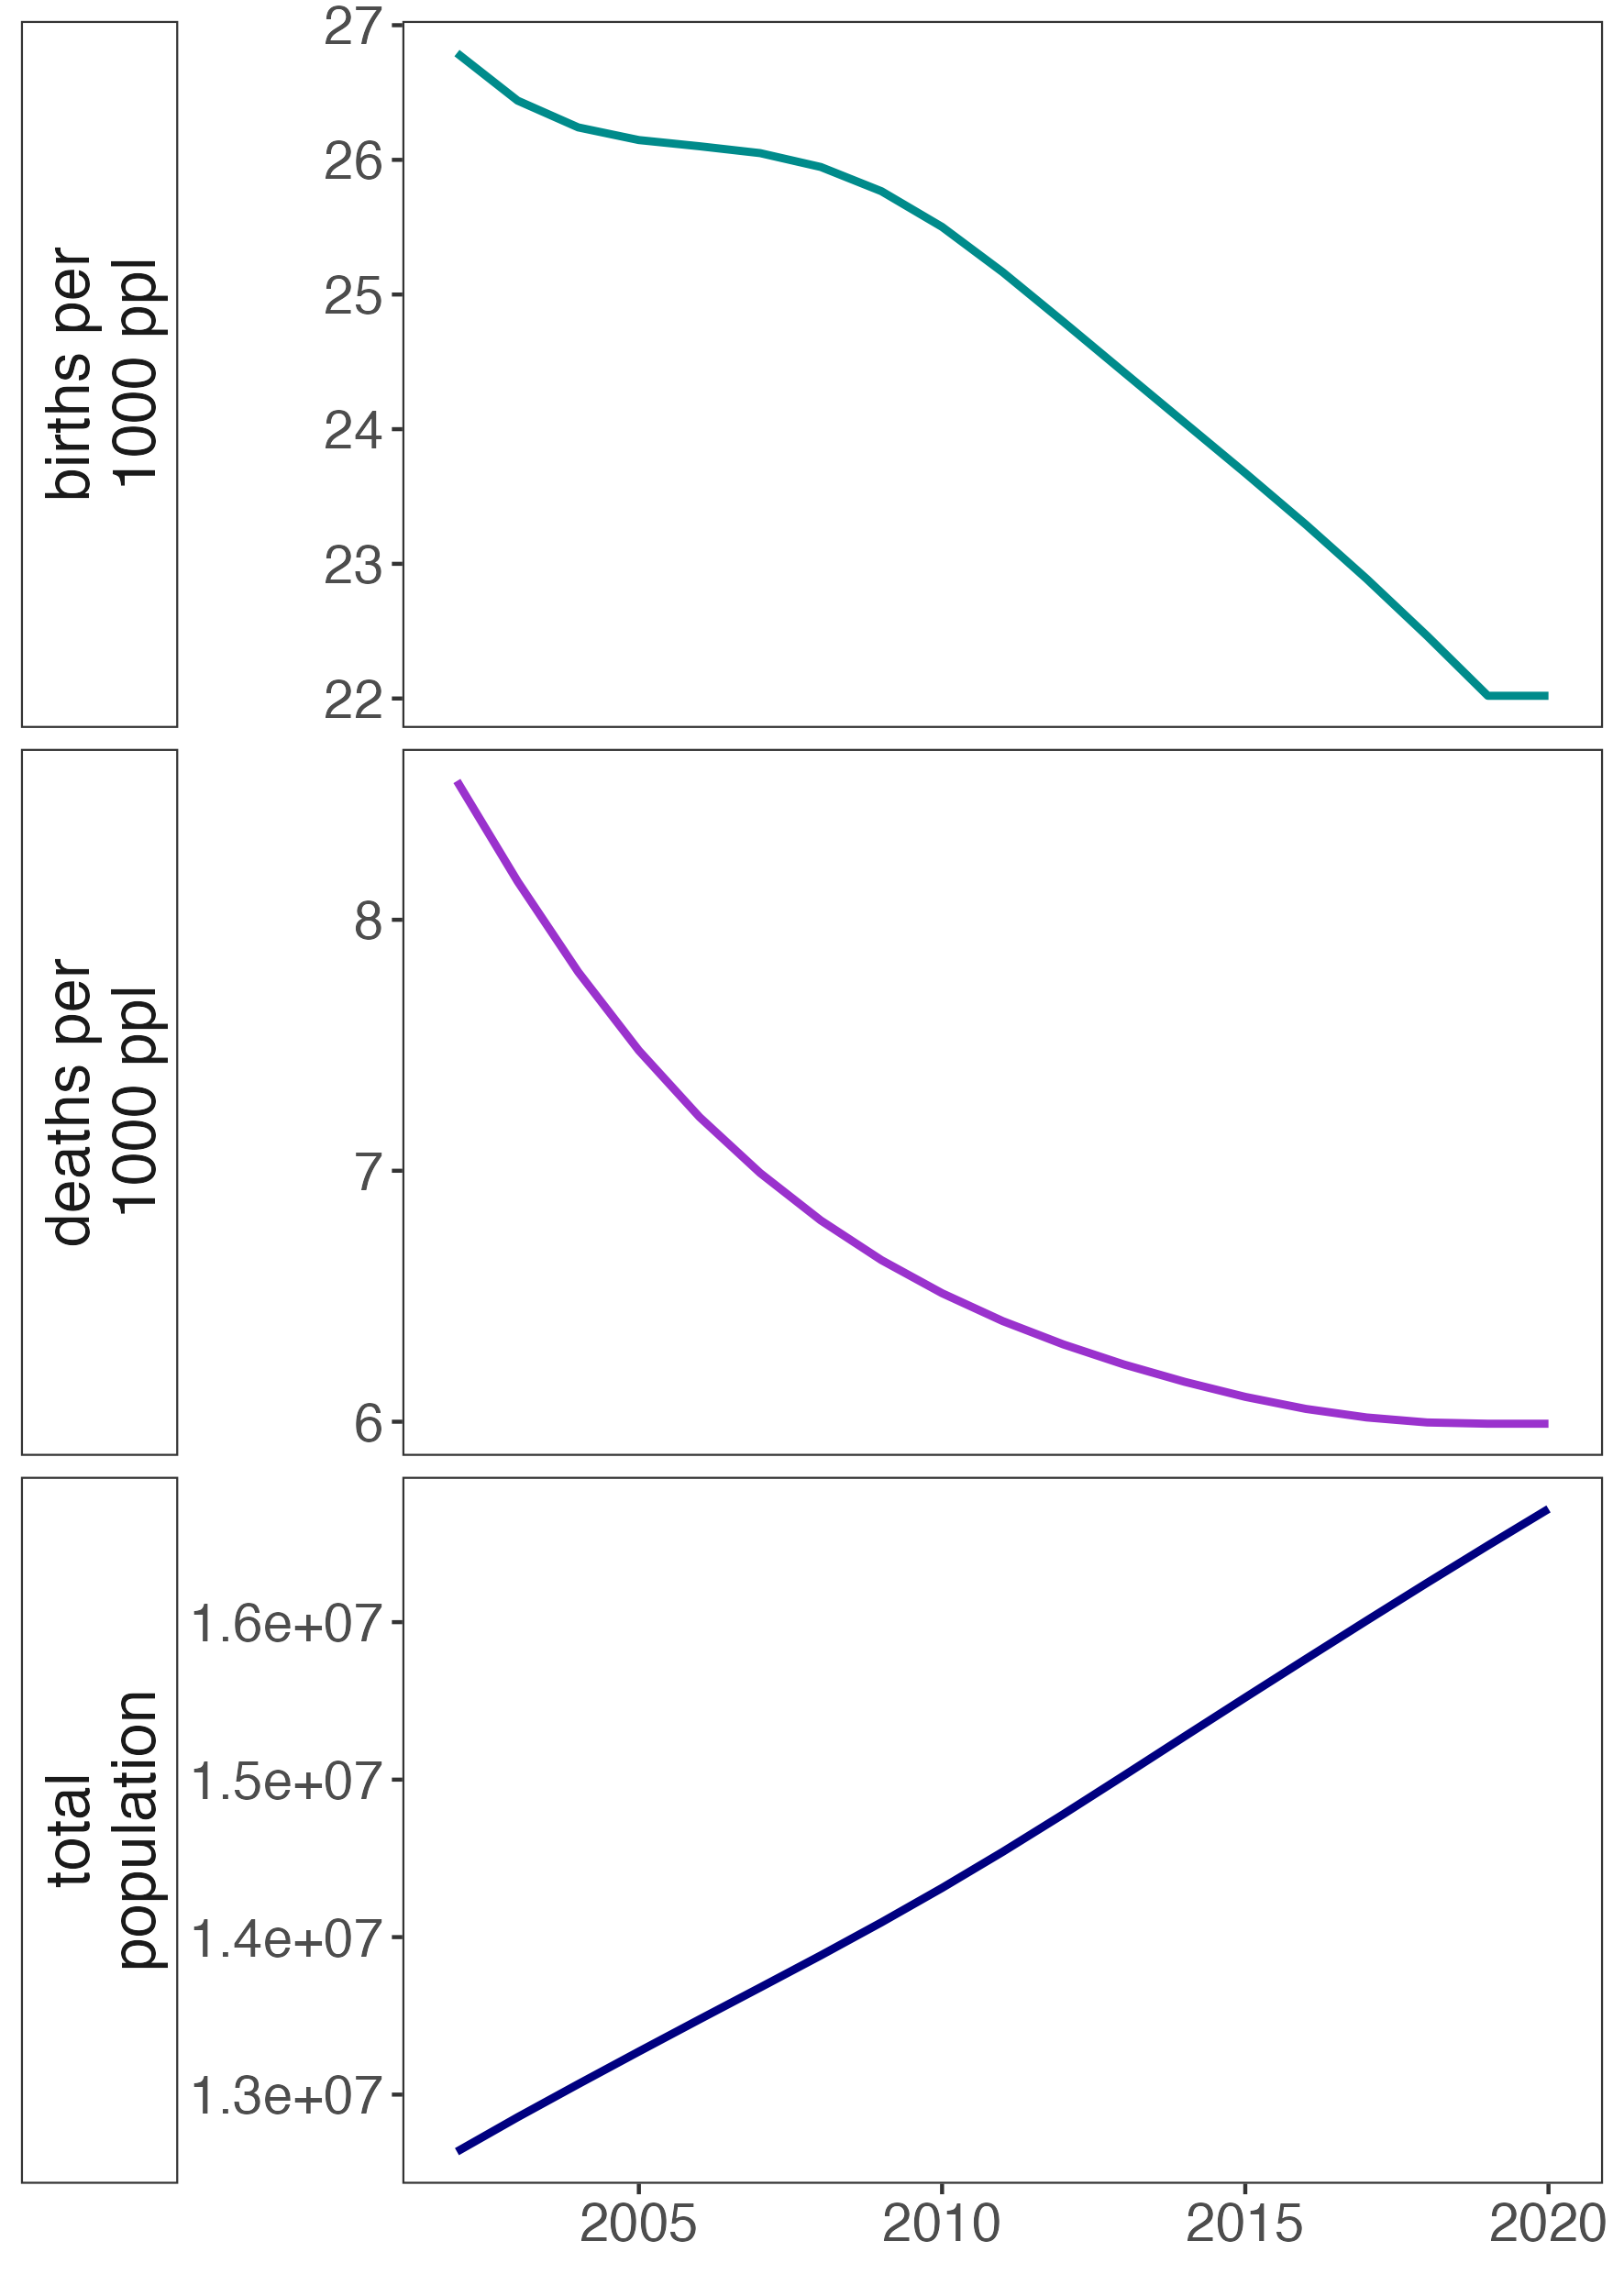 births per
1000 ppl
27
26
25
24
23
22
deaths per
1000 ppl
8
7
6
total
population
1.6e+07
1.5e+07
1.4e+07
1.3e+07
2005 2010 2015 2020